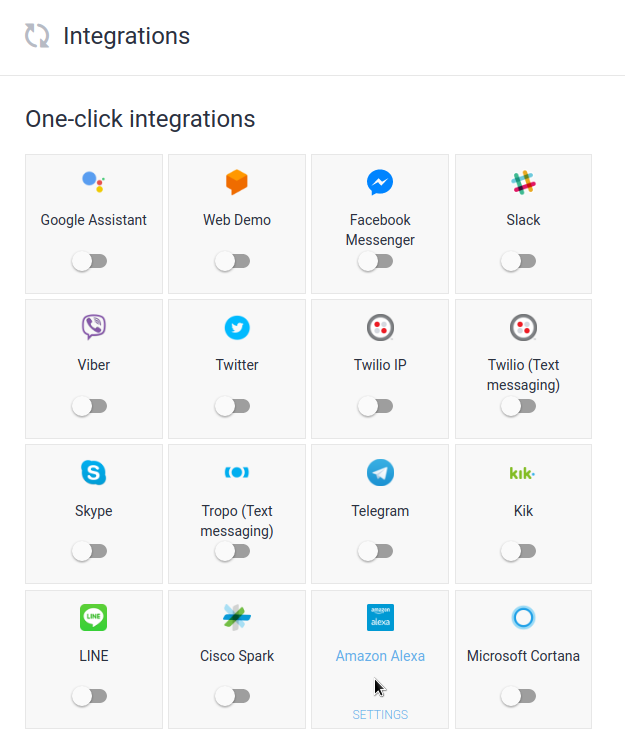 Integrations
One-click integrations
Google Assistant
Web Demo
Facebook
Messenger
Slack
Viber
Twitter
Twilio IP
Twilio (Text
messaging)
Skype
Tropo (Text
messaging)
Telegram
kik
Kik
LINE
LINE
Cisco Spark
amazon
alexa
Amazon Alexa
SETTINGS
Microsoft Cortana